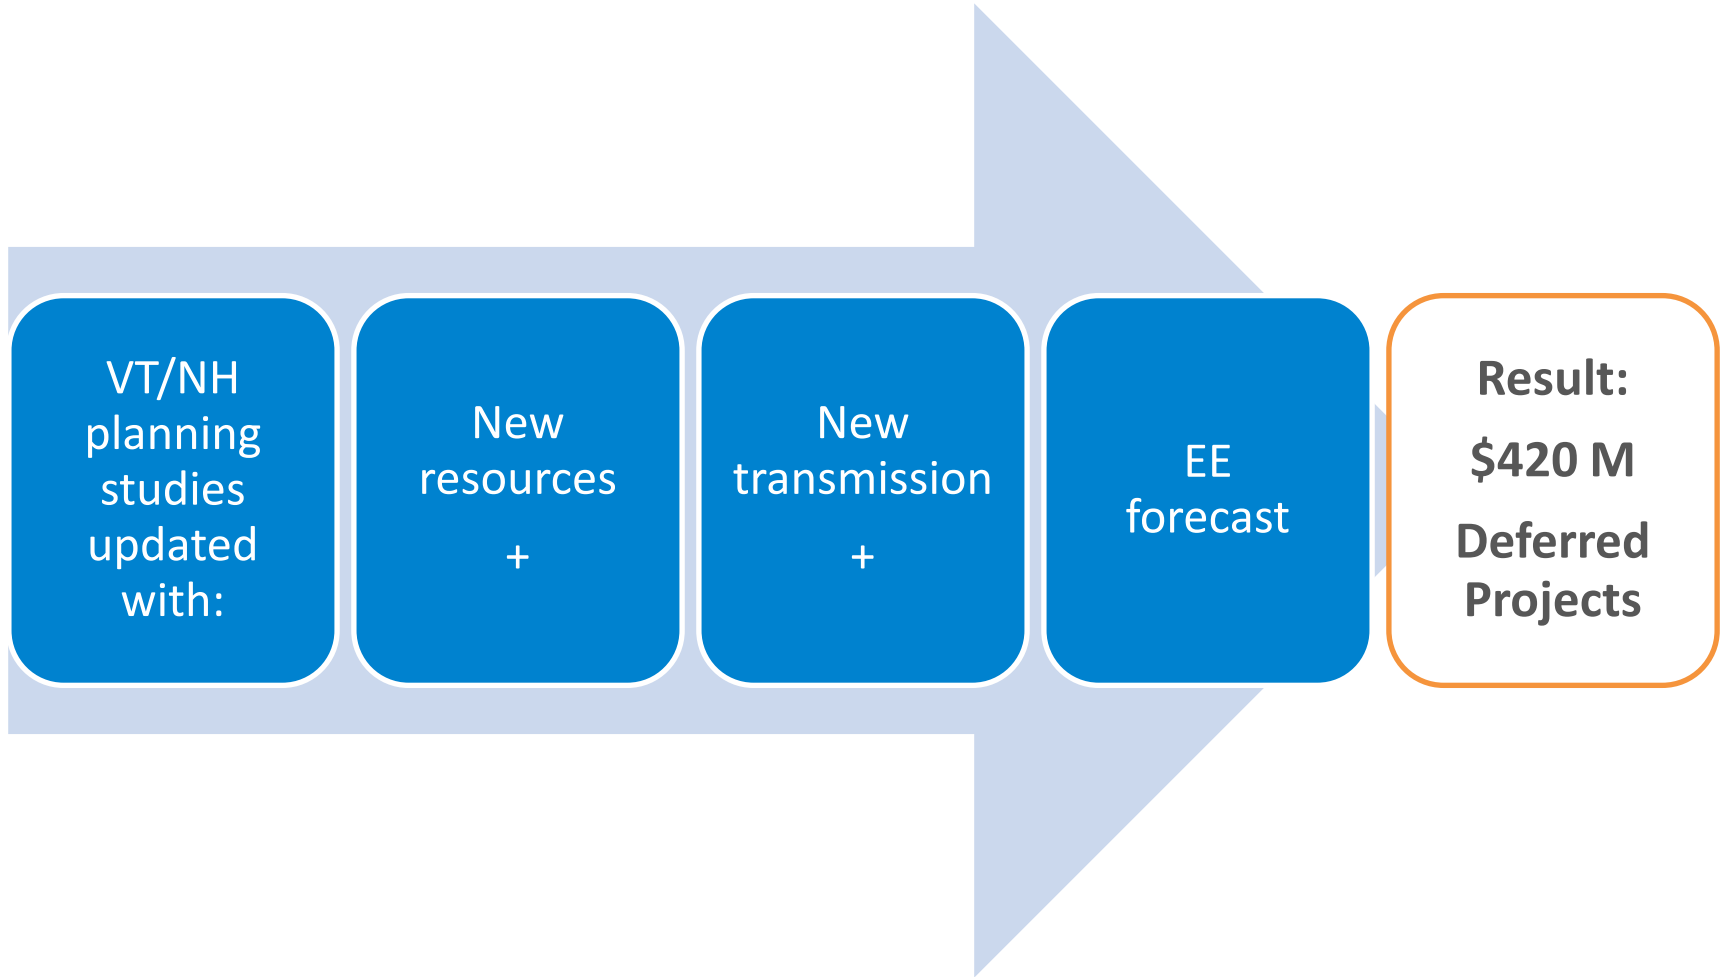 VT/NH
planning
studies
updated
with:
New
resources
+
New
transmission
+
EE
forecast
Result:
$420 M
Deferred
Projects